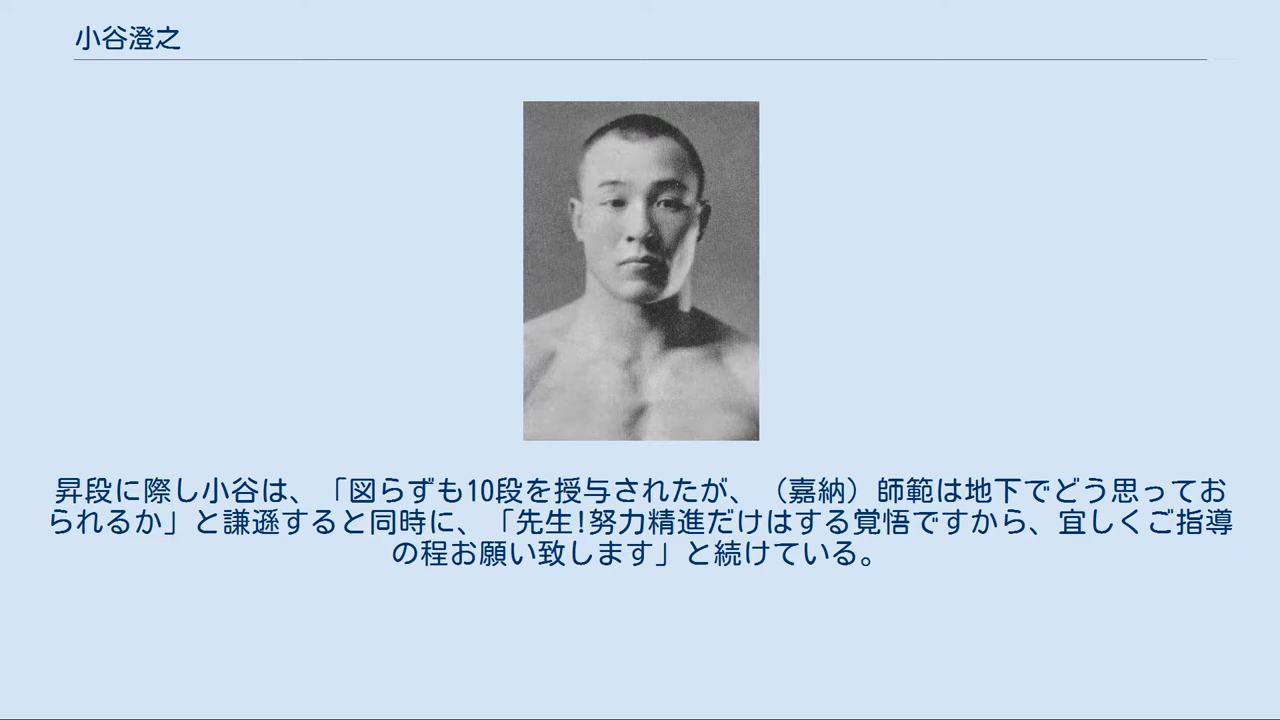 小谷澄之
昇段に際し小谷は、「図らずも10段を授与されたが、（嘉納）師範は地下でどう思ってお
られるか」と謙遜すると同時に、「先生!努力精進だけはする覚悟ですから、宜しくご指導
の程お願い致します」と続けている。